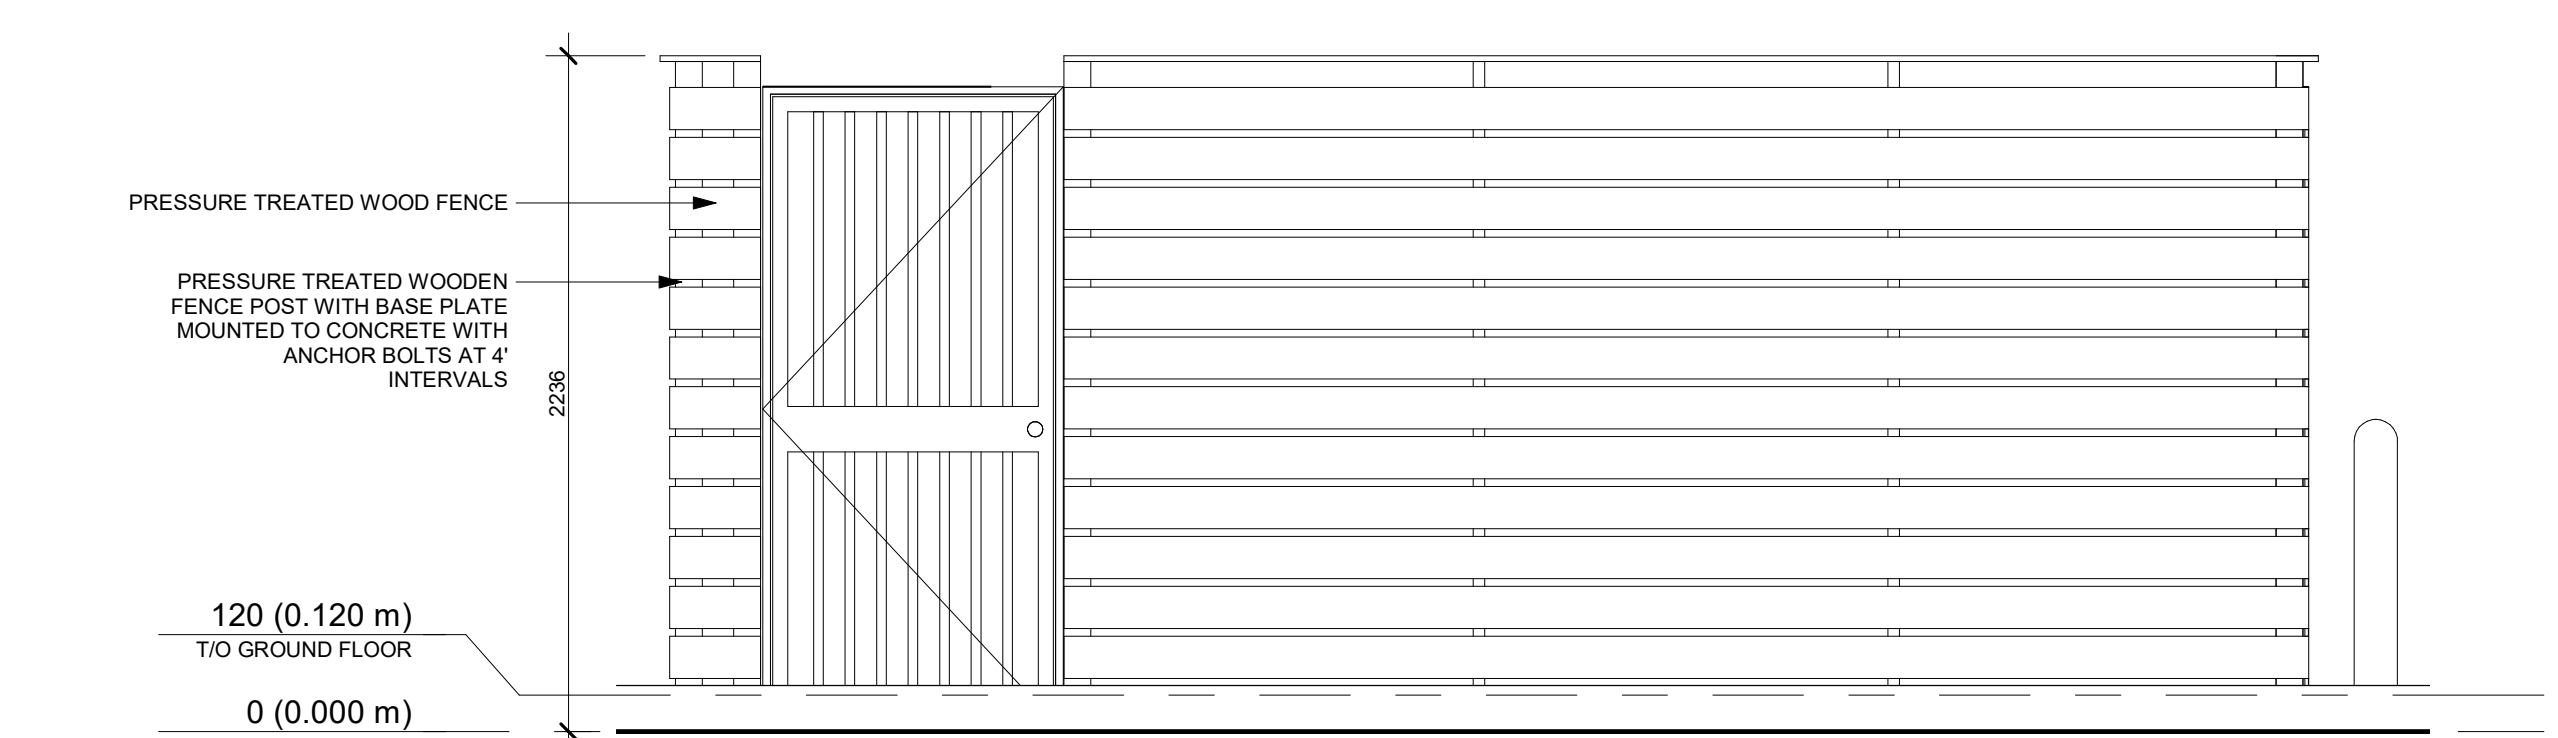 PRESSURE TREATED WOOD FENCE
PRESSURE TREATED WOODEN
FENCE POST WITH BASE PLATE
MOUNTED TO CONCRETE WITH
ANCHOR BOLTS AT 4'
INTERVALS
2236
120 (0.120 m)
T/O GROUND FLOOR
0 (0.000 m)